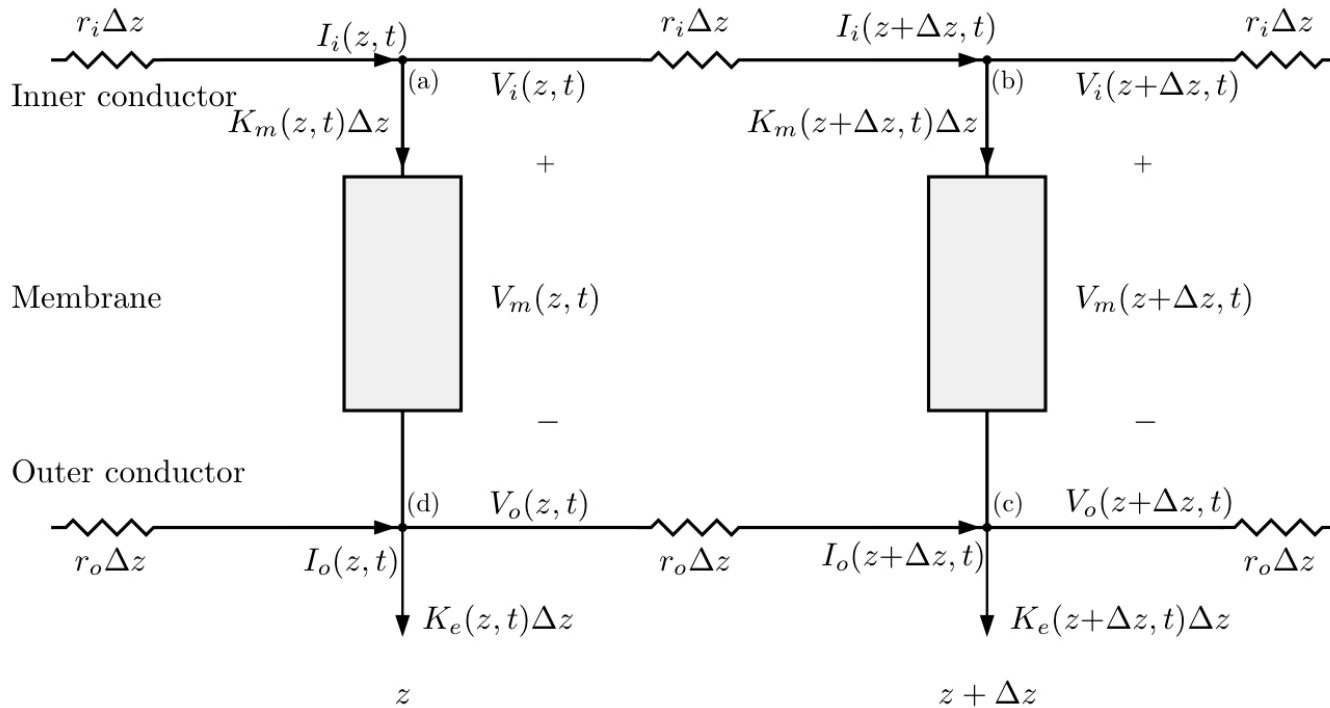 r_iΔz I_i(z,t) r_iΔz I_i(z+Δz,t) r_iΔz
(a) V_i(z,t) (b) V_i(z+Δz,t)
Inner conductor
K_m(z,t)Δz K_m(z+Δz,t)Δz
+ +
Membrane V_m(z,t) V_m(z+Δz,t)
− −
Outer conductor
(d) V_o(z,t) (c) V_o(z+Δz,t)
r_oΔz I_o(z,t) r_oΔz I_o(z+Δz,t) r_oΔz
K_e(z,t)Δz K_e(z+Δz,t)Δz
z z + Δz